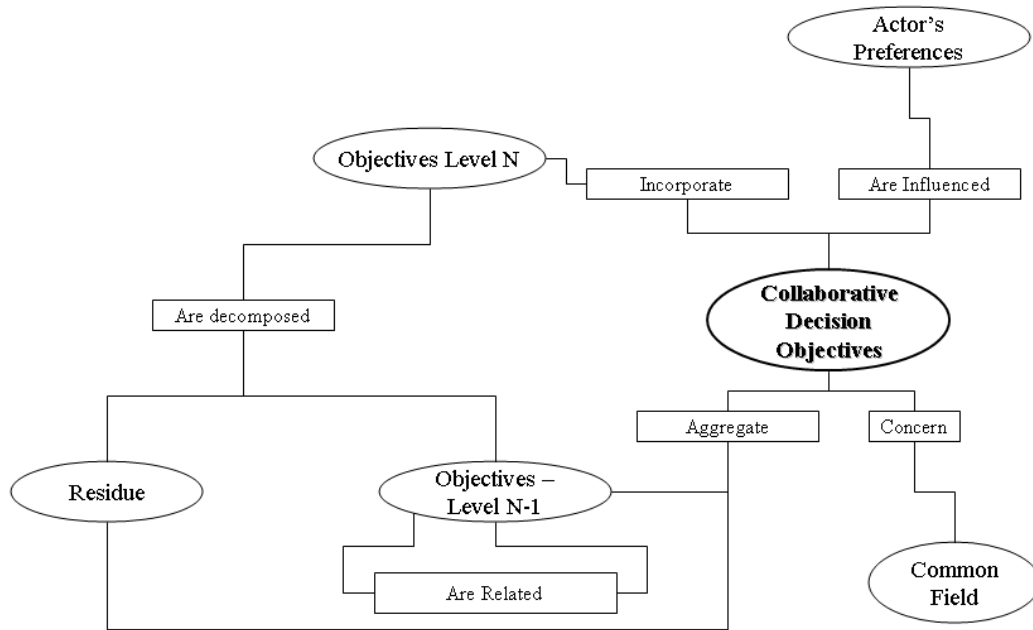 Actor's
Preferences
Objectives Level N
Incorporate
Are Influenced
Collaborative
Decision
Objectives
Are decomposed
Aggregate
Concern
Residue
Objectives –
Level N-1
Are Related
Common
Field